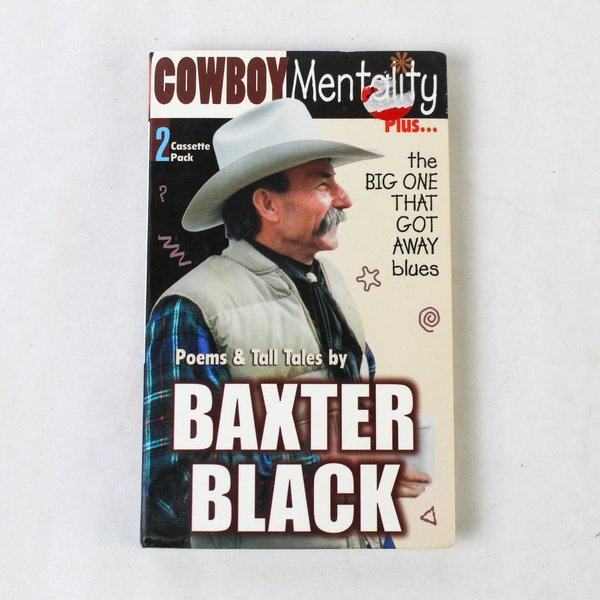 COWBOY Mentality
Plus...
2 Cassette
Pack
the
BIG ONE
THAT
GOT
AWAY
blues
Poems & Tall Tales by
BAXTER
BLACK